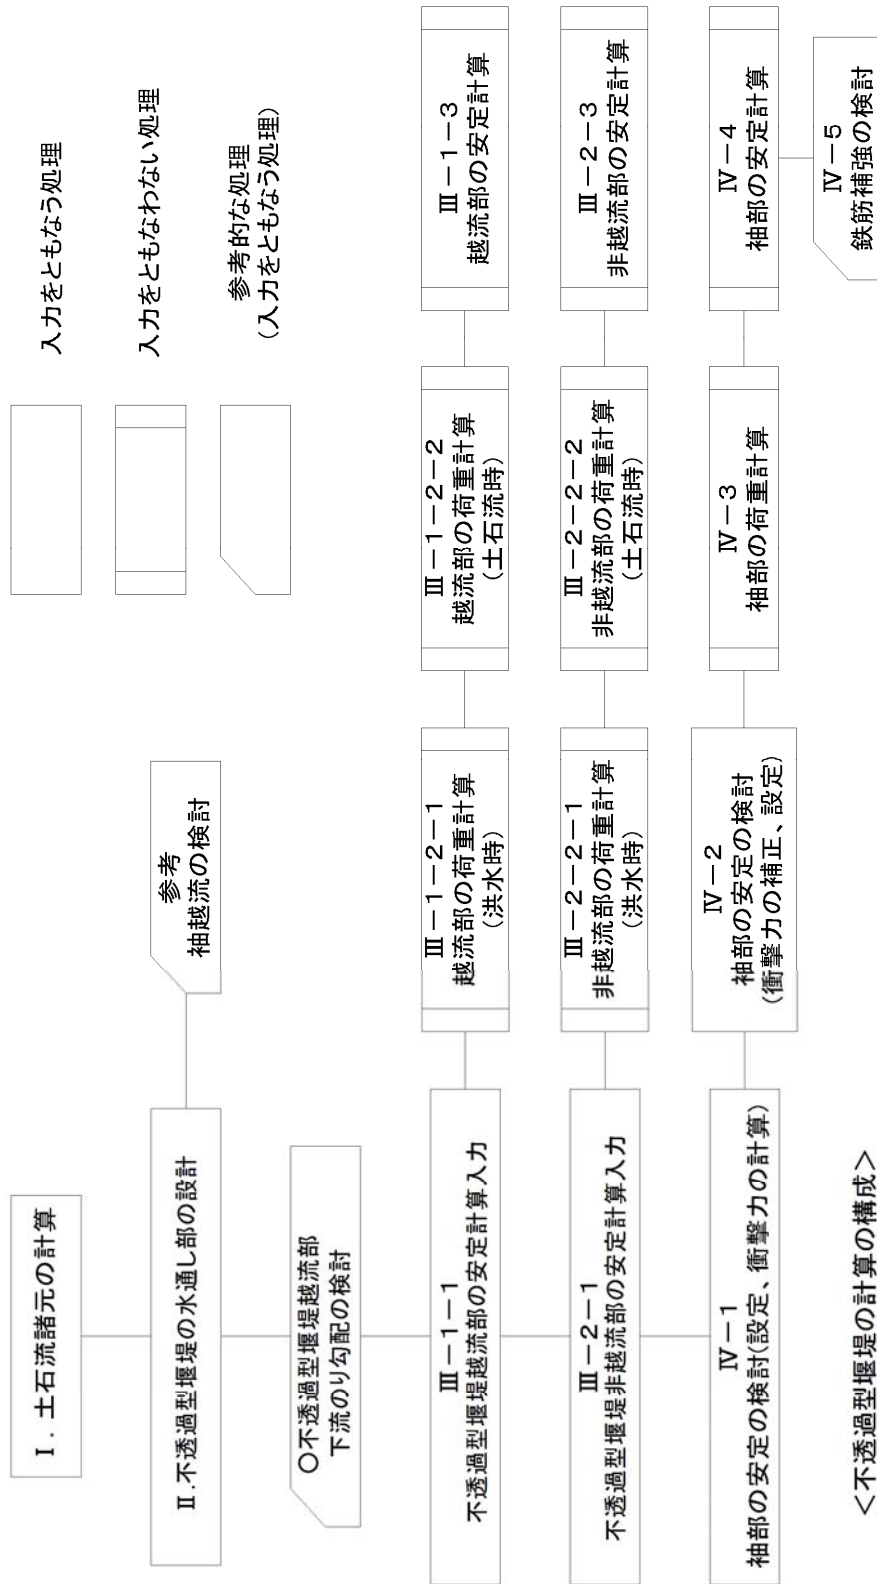 入力をともなう処理
入力をともわない処理
参考的な処理
(入力をともなう処理)
Ⅰ．土石流諸元の計算
Ⅱ.不透過型堰堤の水通し部の設計
参考
袖越流の検討
〇不透過型堰堤越流部
下流のり勾配の検討
Ⅲ－１－１
不透過型堰堤越流部の安定計算入力
Ⅲ－１－２－１
越流部の荷重計算
(洪水時)
Ⅲ－１－２－２
越流部の荷重計算
(土石流時)
Ⅲ－１－３
越流部の安定計算
Ⅲ－２－１
不透過型堰堤非越流部の安定計算入力
Ⅲ－２－２－１
非越流部の荷重計算
(洪水時)
Ⅲ－２－２－２
非越流部の荷重計算
(土石流時)
Ⅲ－２－３
非越流部の安定計算
Ⅳ－１
袖部の安定の検討(設定、衝撃力の計算)
Ⅳ－２
袖部の安定の検討
(衝撃力の補正、設定)
Ⅳ－３
袖部の荷重計算
Ⅳ－４
袖部の安定計算
Ⅳ－５
鉄筋補強の検討
＜不透過型堰堤の計算の構成＞